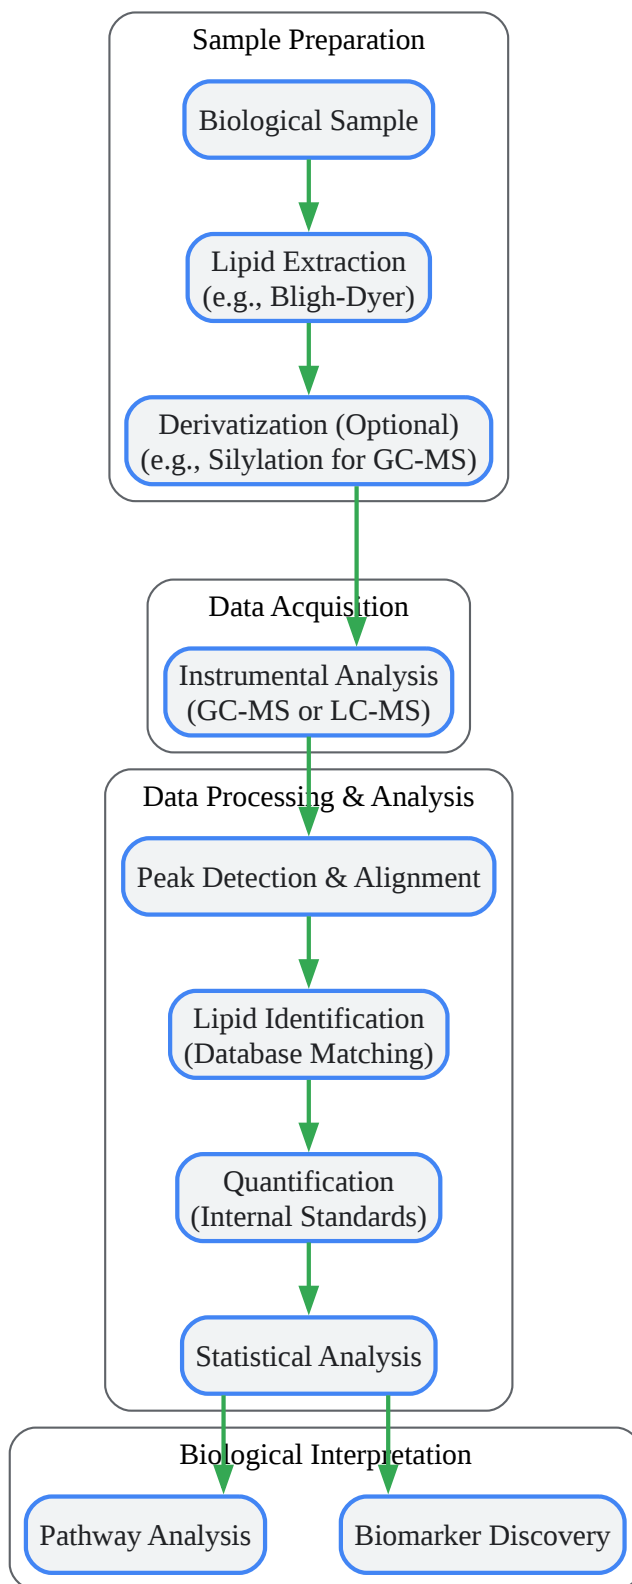 Sample Preparation
Biological Sample
Lipid Extraction
(e.g., Bligh-Dyer)
Derivatization (Optional)
(e.g., Silylation for GC-MS)
Data Acquisition
Instrumental Analysis
(GC-MS or LC-MS)
Data Processing & Analysis
Peak Detection & Alignment
Lipid Identification
(Database Matching)
Quantification
(Internal Standards)
Statistical Analysis
Biological Interpretation
Pathway Analysis
Biomarker Discovery